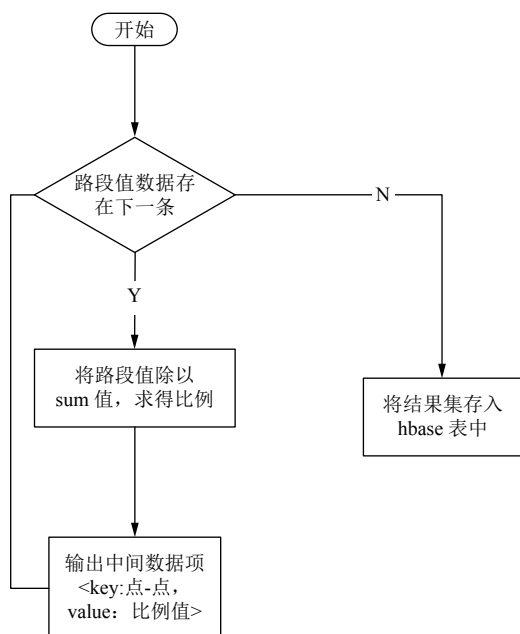 开始
路段值数据存
在下一条
N
Y
将路段值除以
sum 值，求得比例
将结果集存入
hbase 表中
输出中间数据项
<key:点-点，
value：比例值>